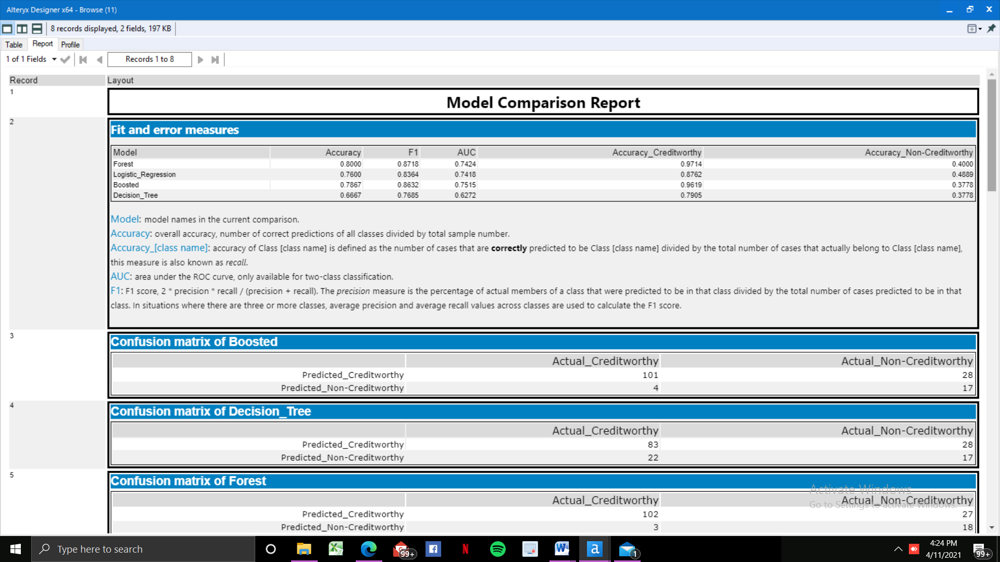 Alteryx Designer x64 - Browse (11)
8 records displayed, 2 fields, 197 KB
Table Report Profile
1 of 1 Fields Records 1 to 8
Record Layout
1
Model Comparison Report
2
Fit and error measures
Model Accuracy F1 AUC Accuracy_Creditworthy Accuracy_Non-Creditworthy
Forest 0.8000 0.8718 0.7424 0.9714 0.4000
Logistic_Regression 0.7600 0.8364 0.7418 0.8762 0.4889
Boosted 0.7867 0.8632 0.7515 0.9619 0.3778
Decision_Tree 0.6667 0.7685 0.6272 0.7905 0.3778
Model: model names in the current comparison.
Accuracy: overall accuracy, number of correct predictions of all classes divided by total sample number.
Accuracy_[class name]: accuracy of Class [class name] is defined as the number of cases that are correctly predicted to be Class [class name] divided by the total number of cases that actually belong to Class [class name],
this measure is also known as recall.
AUC: area under the ROC curve, only available for two-class classification.
F1: F1 score, 2 * precision * recall / (precision + recall). The precision measure is the percentage of actual members of a class that were predicted to be in that class divided by the total number of cases predicted to be in that
class. In situations where there are three or more classes, average precision and average recall values across classes are used to calculate the F1 score.
3
Confusion matrix of Boosted
Actual_Creditworthy Actual_Non-Creditworthy
Predicted_Creditworthy 101 28
Predicted_Non-Creditworthy 4 17
4
Confusion matrix of Decision_Tree
Actual_Creditworthy Actual_Non-Creditworthy
Predicted_Creditworthy 83 28
Predicted_Non-Creditworthy 22 17
5
Confusion matrix of Forest
Activate Windows
Actual_Creditworthy Actual_Non-Creditworthy
Go to Settings to activate Windows.
Predicted_Creditworthy 102 27
Predicted_Non-Creditworthy 3 18
Type here to search
99+
N
a
1
4:24 PM
4/11/2021
99+